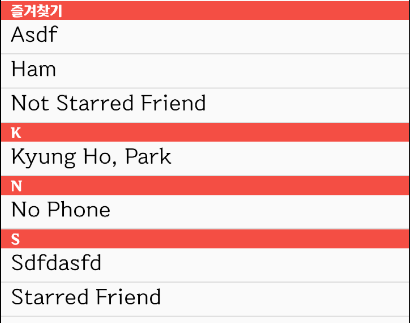 즐겨찾기
Asdf
Ham
Not Starred Friend
K
Kyung Ho, Park
N
No Phone
S
Sdfdasfd
Starred Friend